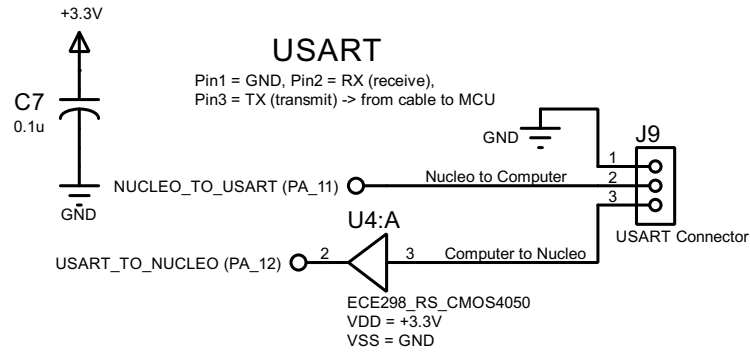 +3.3V
USART
Pin1 = GND, Pin2 = RX (receive),
Pin3 = TX (transmit) -> from cable to MCU
C7
0.1u
GND
GND
J9
1
Nucleo to Computer
2
NUCLEO_TO_USART (PA_11)
3
USART Connector
U4:A
USART_TO_NUCLEO (PA_12)
2
3
Computer to Nucleo
ECE298_RS_CMOS4050
VDD = +3.3V
VSS = GND